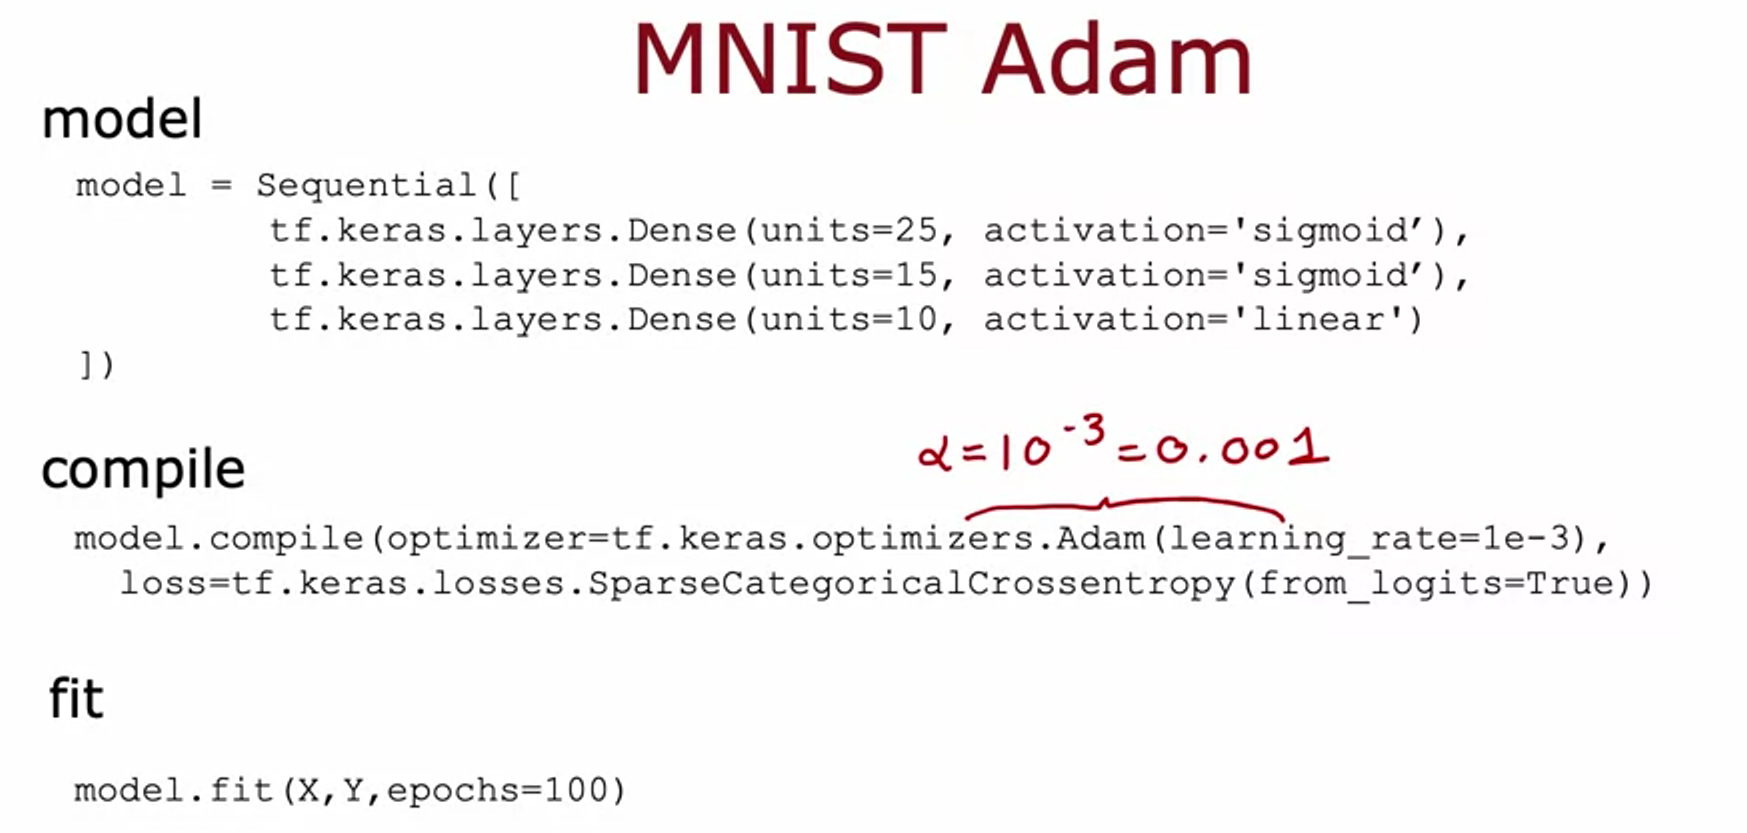 MNIST Adam
model
model = Sequential([
tf.keras.layers.Dense(units=25, activation='sigmoid’),
tf.keras.layers.Dense(units=15, activation='sigmoid’),
tf.keras.layers.Dense(units=10, activation='linear')
])
α=10⁻³=0.001
compile
model.compile(optimizer=tf.keras.optimizers.Adam(learning_rate=1e-3),
loss=tf.keras.losses.SparseCategoricalCrossentropy(from_logits=True))
fit
model.fit(X,Y,epochs=100)